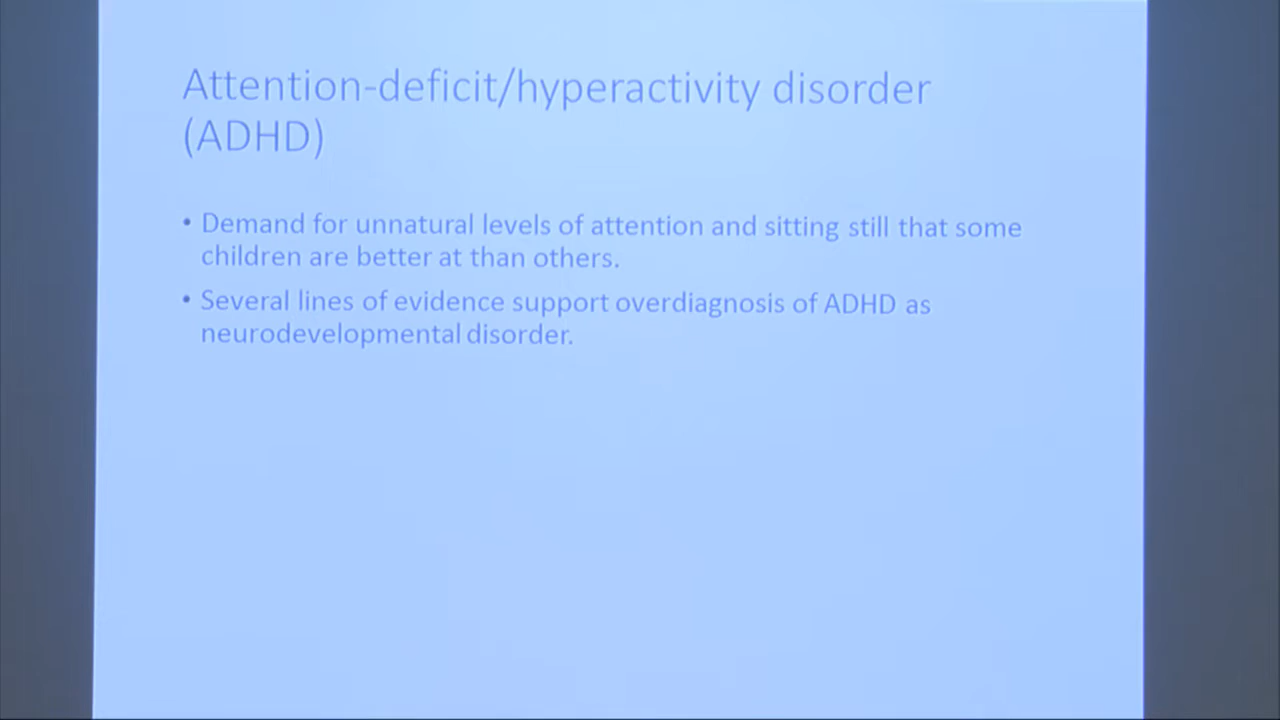 Attention-deficit/hyperactivity disorder
(ADHD)
• Demand for unnatural levels of attention and sitting still that some
children are better at than others.
• Several lines of evidence support overdiagnosis of ADHD as
neurodevelopmental disorder.